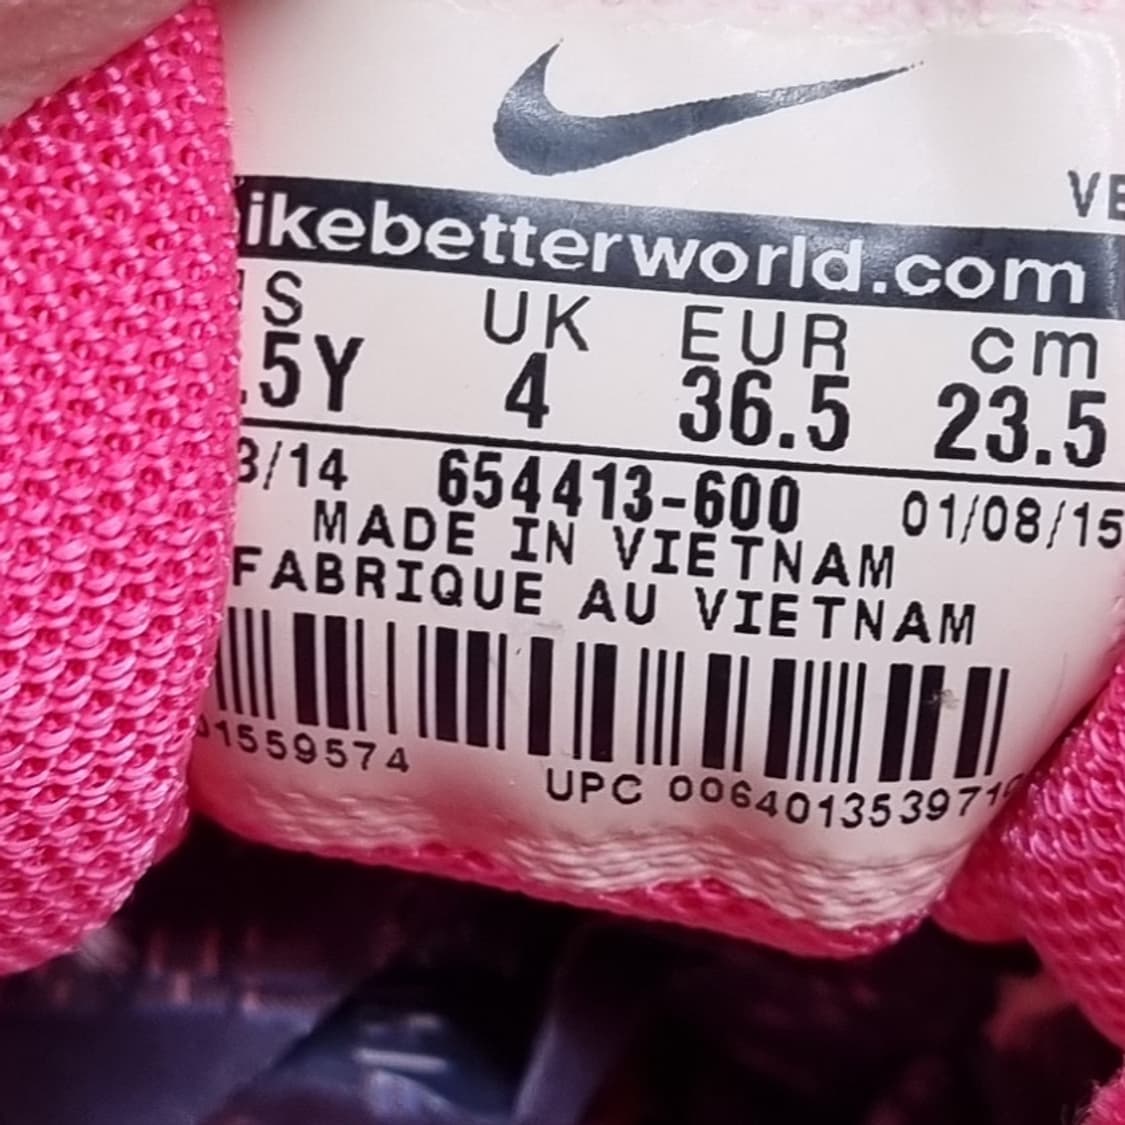 VE
ikebetterworld.com
S UK EUR cm
.5Y 4 36.5 23.5
3/14 654413-600 01/08/15
MADE IN VIETNAM
FABRIQUE AU VIETNAM
1559574
UPC 00640135397